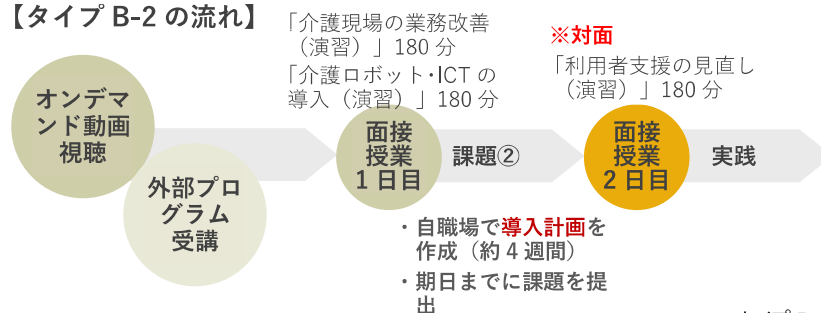 【タイプ B-2 の流れ】
「介護現場の業務改善
（演習）」180 分
「介護ロボット・ICT の
導入（演習）」180 分
※対面
「利用者支援の見直し
（演習）」180 分
オンデマ
ンド動画
視聴
外部プロ
グラム
受講
面接
授業
1 日目
課題②
面接
授業
2 日目
実践
・自職場で導入計画を
作成（約 4 週間）
・期日までに課題を提
出